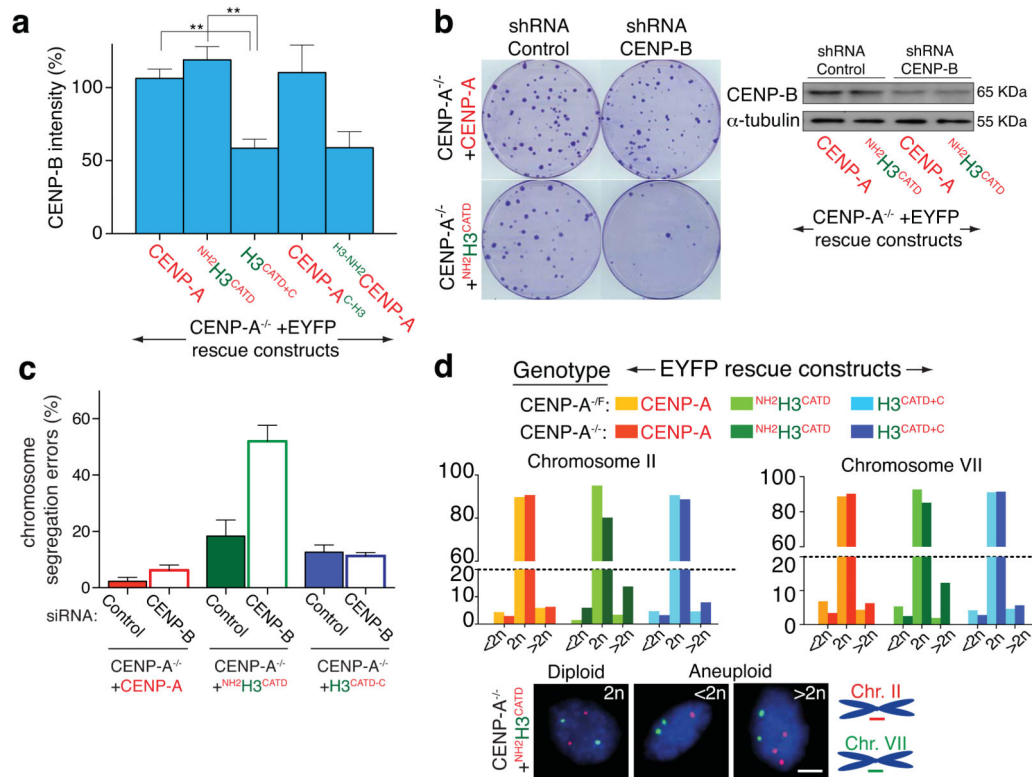 a
**
**
CENP-B intensity (%)
100
50
0
CENP-A
NH2H3CATD
H3CATD+C
CENP-AC-H3
H3-NH2CENP-A
CENP-A-/- +EYFP
rescue constructs
b
shRNA
Control
shRNA
CENP-B
CENP-A-/-
+CENP-A
CENP-A-/-
+NH2H3CATD
shRNA
Control
shRNA
CENP-B
CENP-B
65 KDa
α-tubulin
55 KDa
CENP-A
NH2H3CATD
CENP-A
NH2H3CATD
CENP-A-/- +EYFP
rescue constructs
c
chromosome
segregation errors (%)
60
40
20
0
siRNA:
Control
CENP-B
Control
CENP-B
Control
CENP-B
CENP-A-/-
+CENP-A
CENP-A-/-
+NH2H3CATD
CENP-A-/-
+H3CATD-C
d
Genotype
EYFP rescue constructs
CENP-A-/F: CENP-A NH2H3CATD H3CATD+C
CENP-A-/-: CENP-A NH2H3CATD H3CATD+C
Chromosome II
100
80
60
20
10
0
<2n 2n >2n <2n 2n >2n <2n 2n >2n
Chromosome VII
100
80
60
20
10
0
<2n 2n >2n <2n 2n >2n <2n 2n >2n
Diploid
Aneuploid
CENP-A-/-
+NH2H3CATD
2n
<2n
>2n
Chr. II
Chr. VII